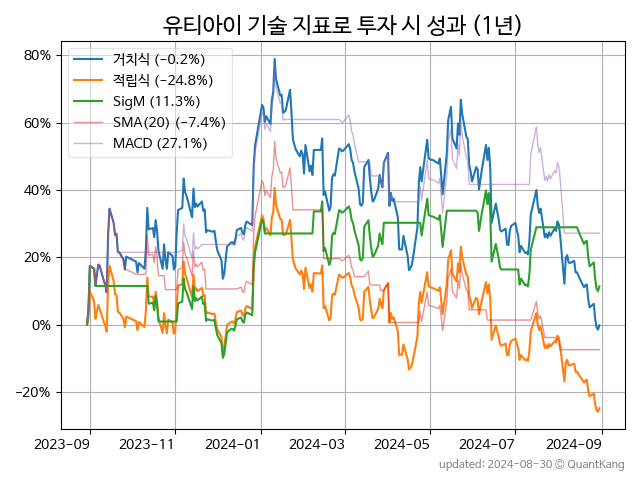 유티아이 기술 지표로 투자 시 성과 (1년)
거치식 (−0.2%)
적립식 (−24.8%)
SigM (11.3%)
SMA(20) (−7.4%)
MACD (27.1%)
80%
60%
40%
20%
0%
−20%
2023-09 2023-11 2024-01 2024-03 2024-05 2024-07 2024-09
updated: 2024-08-30 © QuantKang